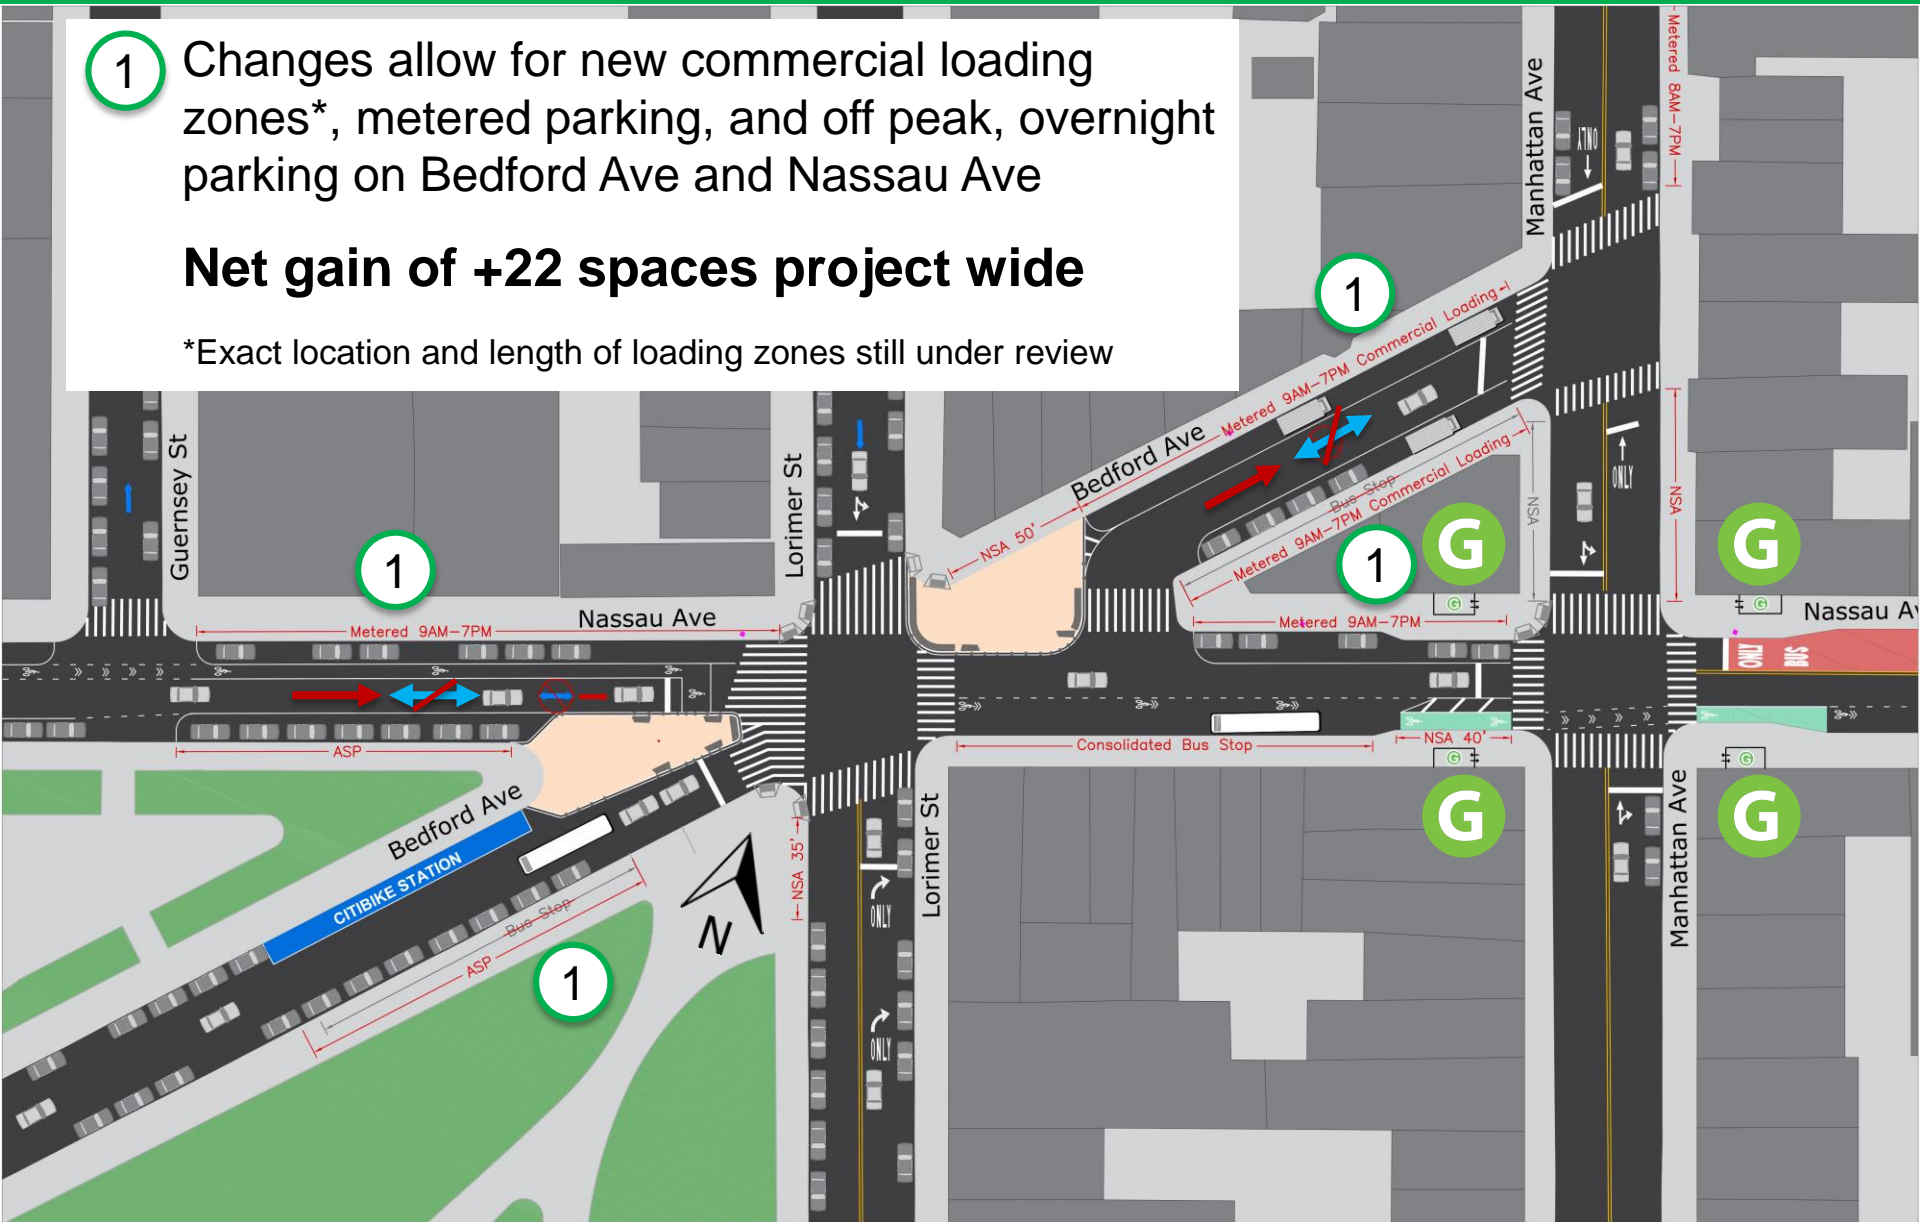 1
Changes allow for new commercial loading
zones*, metered parking, and off peak, overnight
parking on Bedford Ave and Nassau Ave
Net gain of +22 spaces project wide
*Exact location and length of loading zones still under review
Manhattan Ave
Metered 8AM-7PM
ONLY
1
Metered 9AM-7PM Commercial Loading
Bedford Ave
NSA 50'
Bus Stop
Metered 9AM-7PM Commercial Loading
1
NSA
ONLY
NSA
G
G
Guernsey St
Lorimer St
1
Nassau Ave
Metered 9AM-7PM
Metered 9AM-7PM
G
G
Nassau Av
ONLY
BUS
ASP
Consolidated Bus Stop
NSA 40'
G
G
G
G
Bedford Ave
CITIBIKE STATION
Bus Stop
ASP
1
N
NSA 35'
ONLY
ONLY
Lorimer St
Manhattan Ave